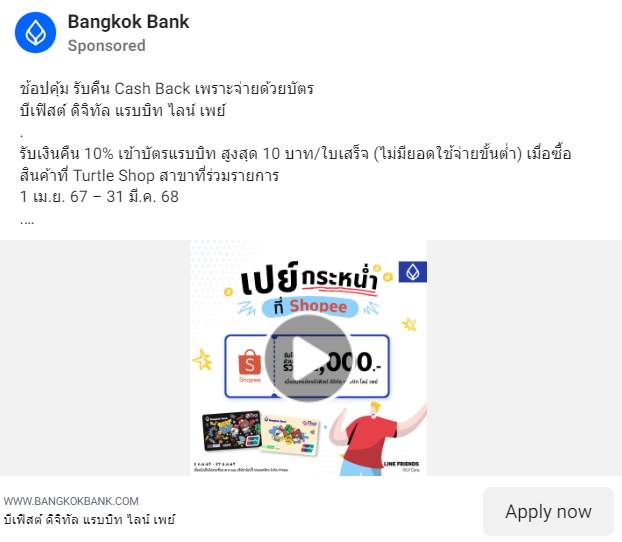 Bangkok Bank
Sponsored
ช้อปคุ้ม รับคืน Cash Back เพราะจ่ายด้วยบัตร
บีเฟิสต์ ดิจิทัล แรบบิท ไลน์ เพย์
.
รับเงินคืน 10% เข้าบัตรแรบบิท สูงสุด 10 บาท/ใบเสร็จ (ไม่มียอดใช้จ่ายขั้นต่ำ) เมื่อซื้อ
สินค้าที่ Turtle Shop สาขาที่ร่วมรายการ
1 เม.ย. 67 – 31 มี.ค. 68
....
เปย์กระหน่ำ
ที่ Shopee
Shopee
,000.-
LINE FRIENDS
WWW.BANGKOKBANK.COM
บีเฟิสต์ ดิจิทัล แรบบิท ไลน์ เพย์
Apply now